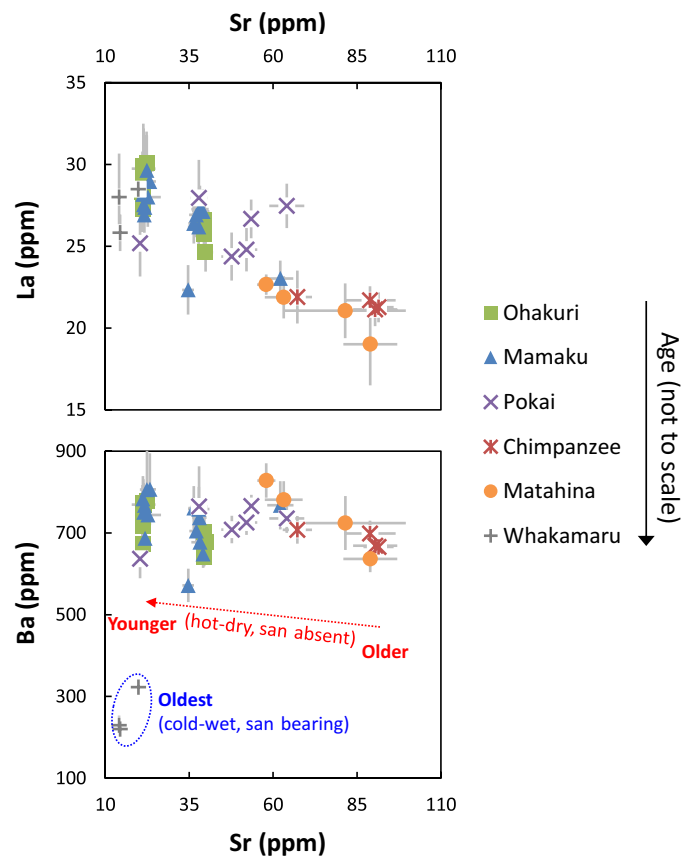 Sr (ppm)
10 35 60 85 110
35
30
25
20
15
La (ppm)
900
700
500
300
100
Ba (ppm)
Younger (hot-dry, san absent)
Older
Oldest
(cold-wet, san bearing)
10 35 60 85 110
Sr (ppm)
Ohakuri
Mamaku
Pokai
Chimpanzee
Matahina
Whakamaru
Age (not to scale)